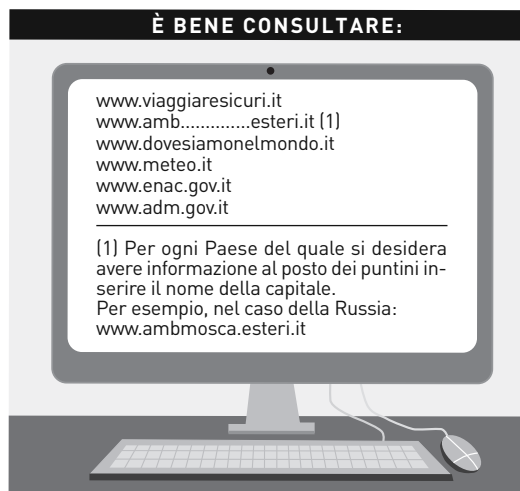 È BENE CONSULTARE:
www.viaggiaresicuri.it
www.amb..............esteri.it (1)
www.dovesiamonelmondo.it
www.meteo.it
www.enac.gov.it
www.adm.gov.it
(1) Per ogni Paese del quale si desidera
avere informazione al posto dei puntini in-
serire il nome della capitale.
Per esempio, nel caso della Russia:
www.ambmosca.esteri.it